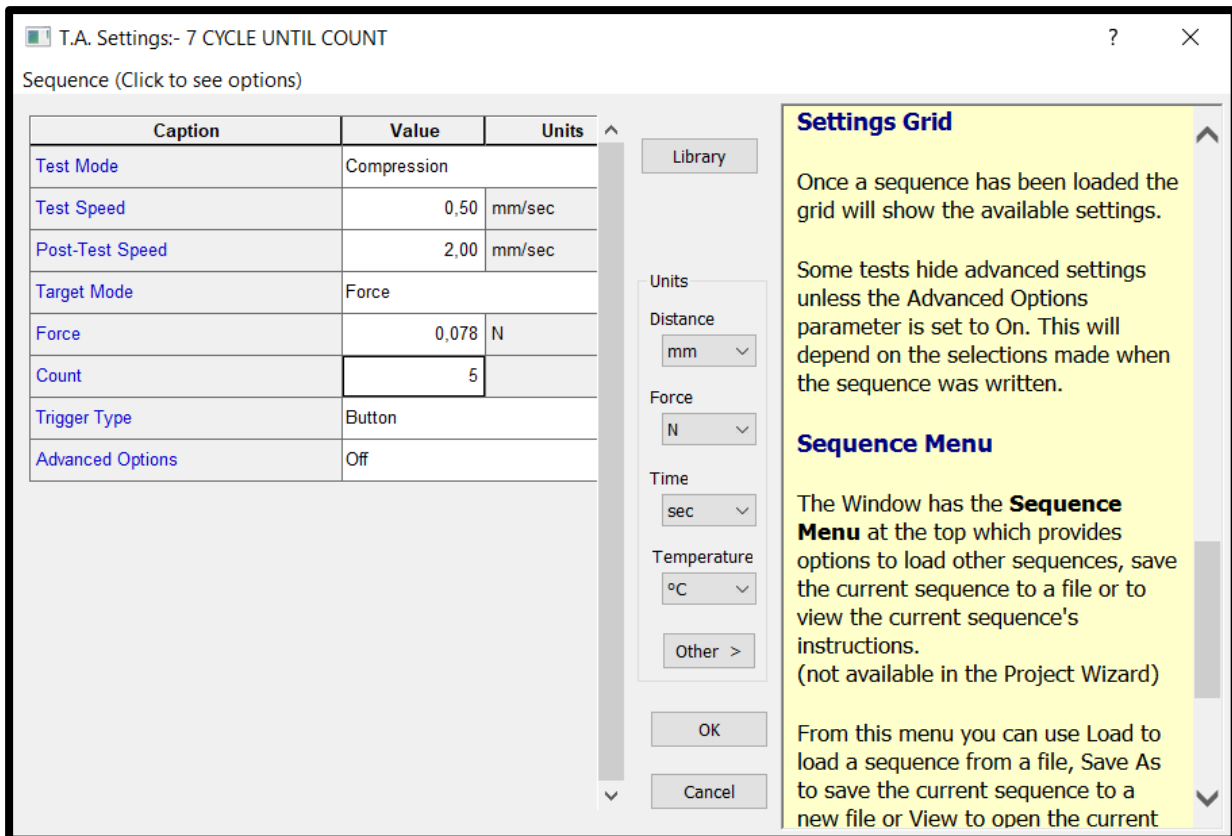 T.A. Settings:- 7 CYCLE UNTIL COUNT
?
Sequence (Click to see options)
Caption Value Units
Test Mode Compression
Test Speed 0,50 mm/sec
Post-Test Speed 2,00 mm/sec
Target Mode Force
Force 0,078 N
Count 5
Trigger Type Button
Advanced Options Off
Library
Units
Distance
mm
Force
N
Time
sec
Temperature
ºC
Other >
OK
Cancel
Settings Grid
Once a sequence has been loaded the
grid will show the available settings.
Some tests hide advanced settings
unless the Advanced Options
parameter is set to On. This will
depend on the selections made when
the sequence was written.
Sequence Menu
The Window has the Sequence
Menu at the top which provides
options to load other sequences, save
the current sequence to a file or to
view the current sequence's
instructions.
(not available in the Project Wizard)
From this menu you can use Load to
load a sequence from a file, Save As
to save the current sequence to a
new file or View to open the current